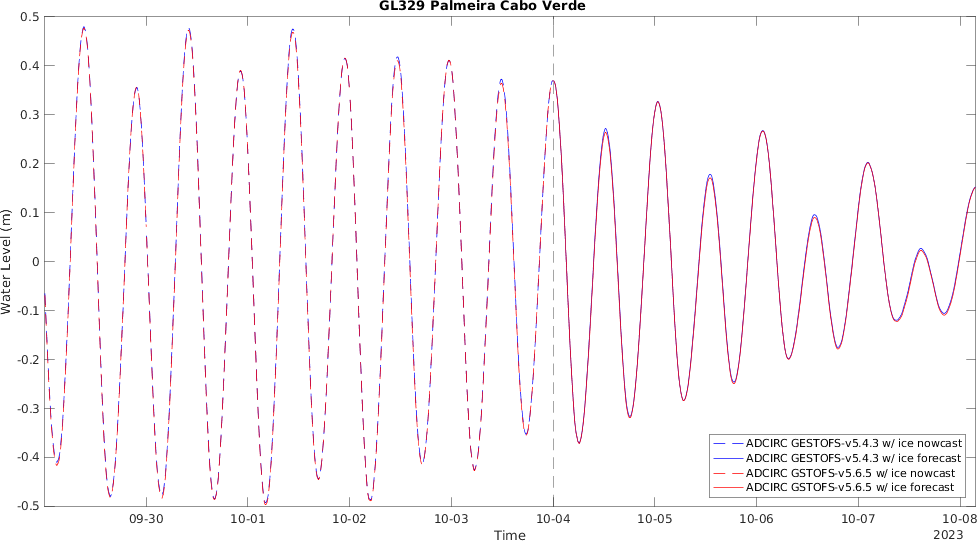 GL329 Palmeira Cabo Verde
Water Level (m)
0.5
0.4
0.3
0.2
0.1
0
-0.1
-0.2
-0.3
-0.4
-0.5
ADCIRC GESTOFS-v5.4.3 w/ ice nowcast
ADCIRC GESTOFS-v5.4.3 w/ ice forecast
ADCIRC GSTOFS-v5.6.5 w/ ice nowcast
ADCIRC GSTOFS-v5.6.5 w/ ice forecast
09-30 10-01 10-02 10-03 10-04 10-05 10-06 10-07 10-08
Time
2023